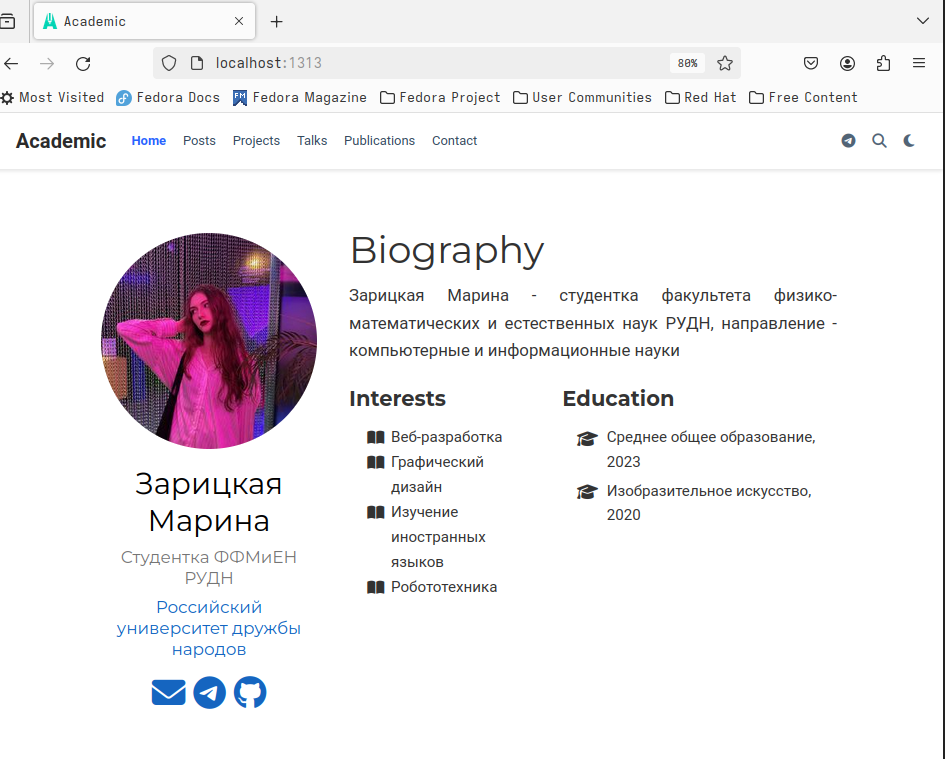 Academic
localhost:1313
80%
Most Visited Fedora Docs Fedora Magazine Fedora Project User Communities Red Hat Free Content
Academic Home Posts Projects Talks Publications Contact
Biography
Зарицкая Марина - студентка факультета физико-
математических и естественных наук РУДН, направление -
компьютерные и информационные науки
Interests
Веб-разработка
Графический
дизайн
Изучение
иностранных
языков
Робототехника
Education
Среднее общее образование,
2023
Изобразительное искусство,
2020
Зарицкая
Марина
Студентка ФФМиЕН
РУДН
Российский
университет дружбы
народов